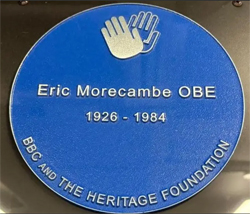 Eric Morecambe OBE
1926 - 1984
BBC AND THE HERITAGE FOUNDATION